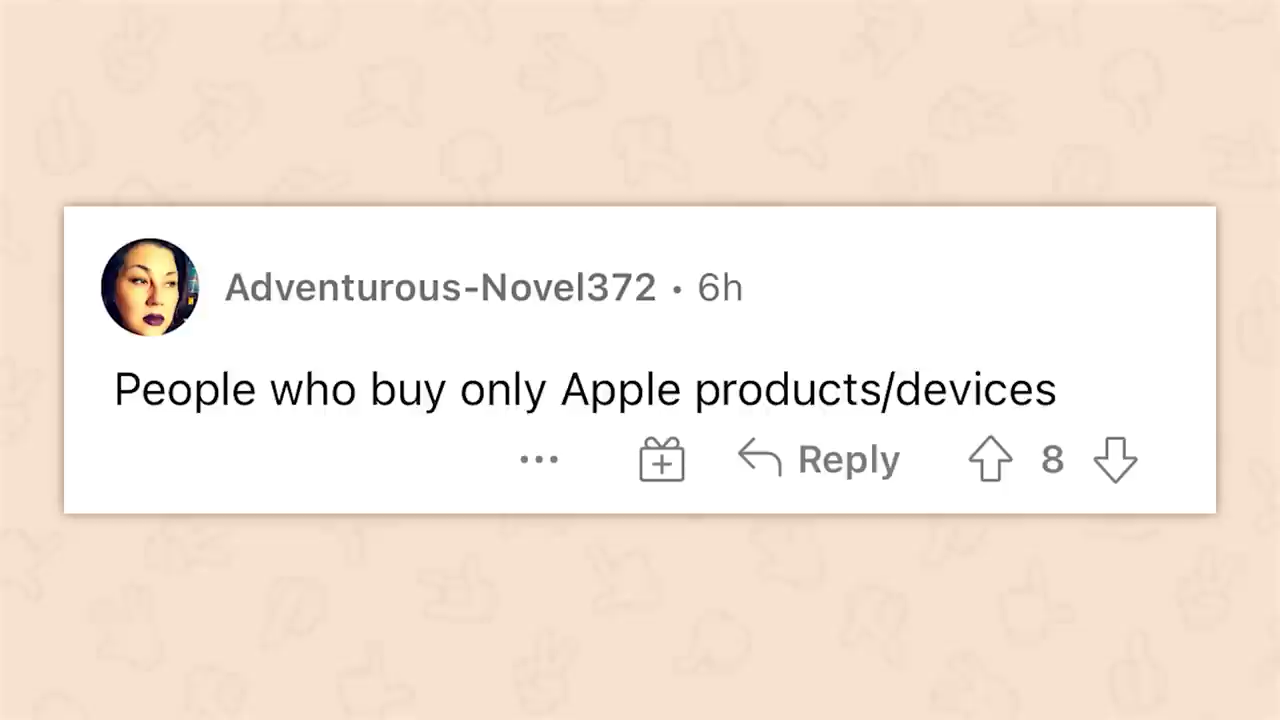 Adventurous-Novel372 · 6h
People who buy only Apple products/devices
... Reply 8